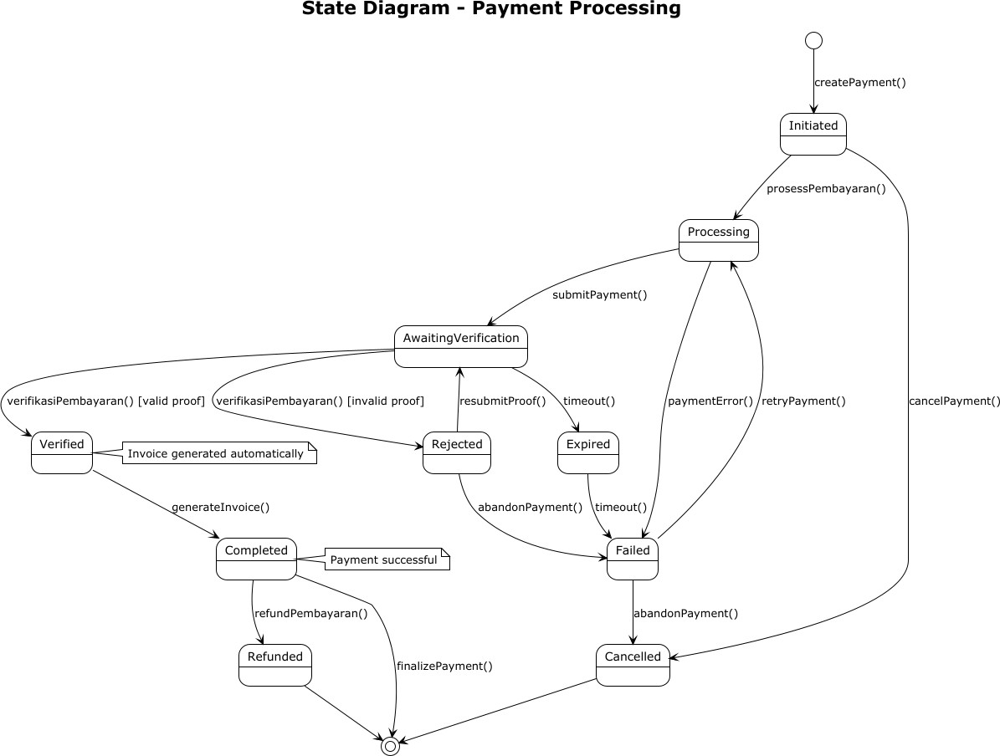 State Diagram - Payment Processing
createPayment()
Initiated
prosessPembayaran()
Processing
submitPayment()
AwaitingVerification
verifikasiPembayaran() [valid proof]
verifikasiPembayaran() [invalid proof]
resubmitProof()
timeout()
paymentError()
retryPayment()
cancelPayment()
Verified
Invoice generated automatically
Rejected
Expired
generateInvoice()
abandonPayment()
timeout()
Completed
Payment successful
Failed
refundPembayaran()
abandonPayment()
Refunded
finalizePayment()
Cancelled